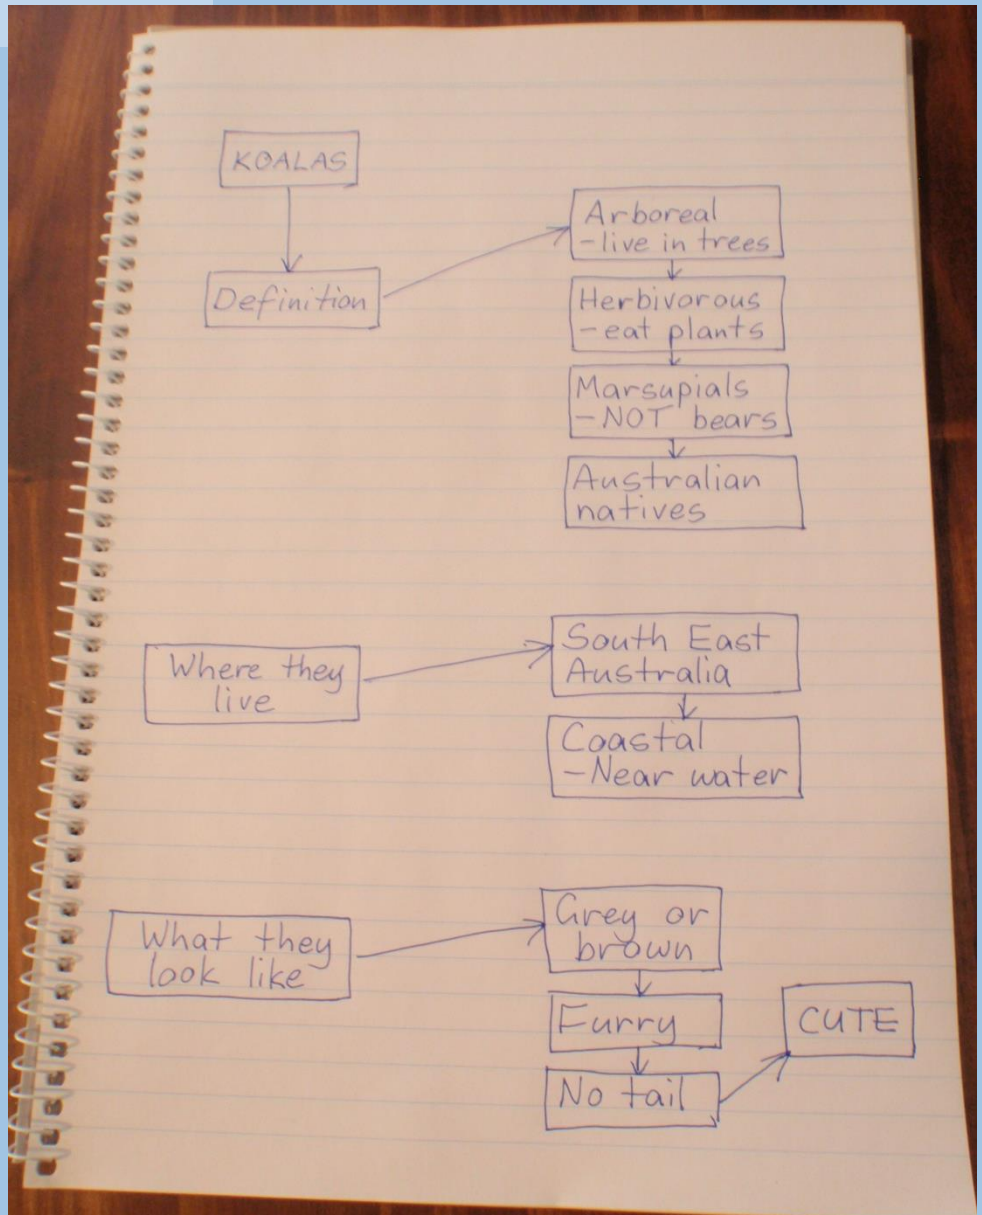 KOALAS
Definition
Arboreal
-live in trees
Herbivorous
-eat plants
Marsupials
-NOT bears
Australian
natives
Where they
live
South East
Australia
Coastal
-Near water
What they
look like
Grey or
brown
Furry
No tail
CUTE